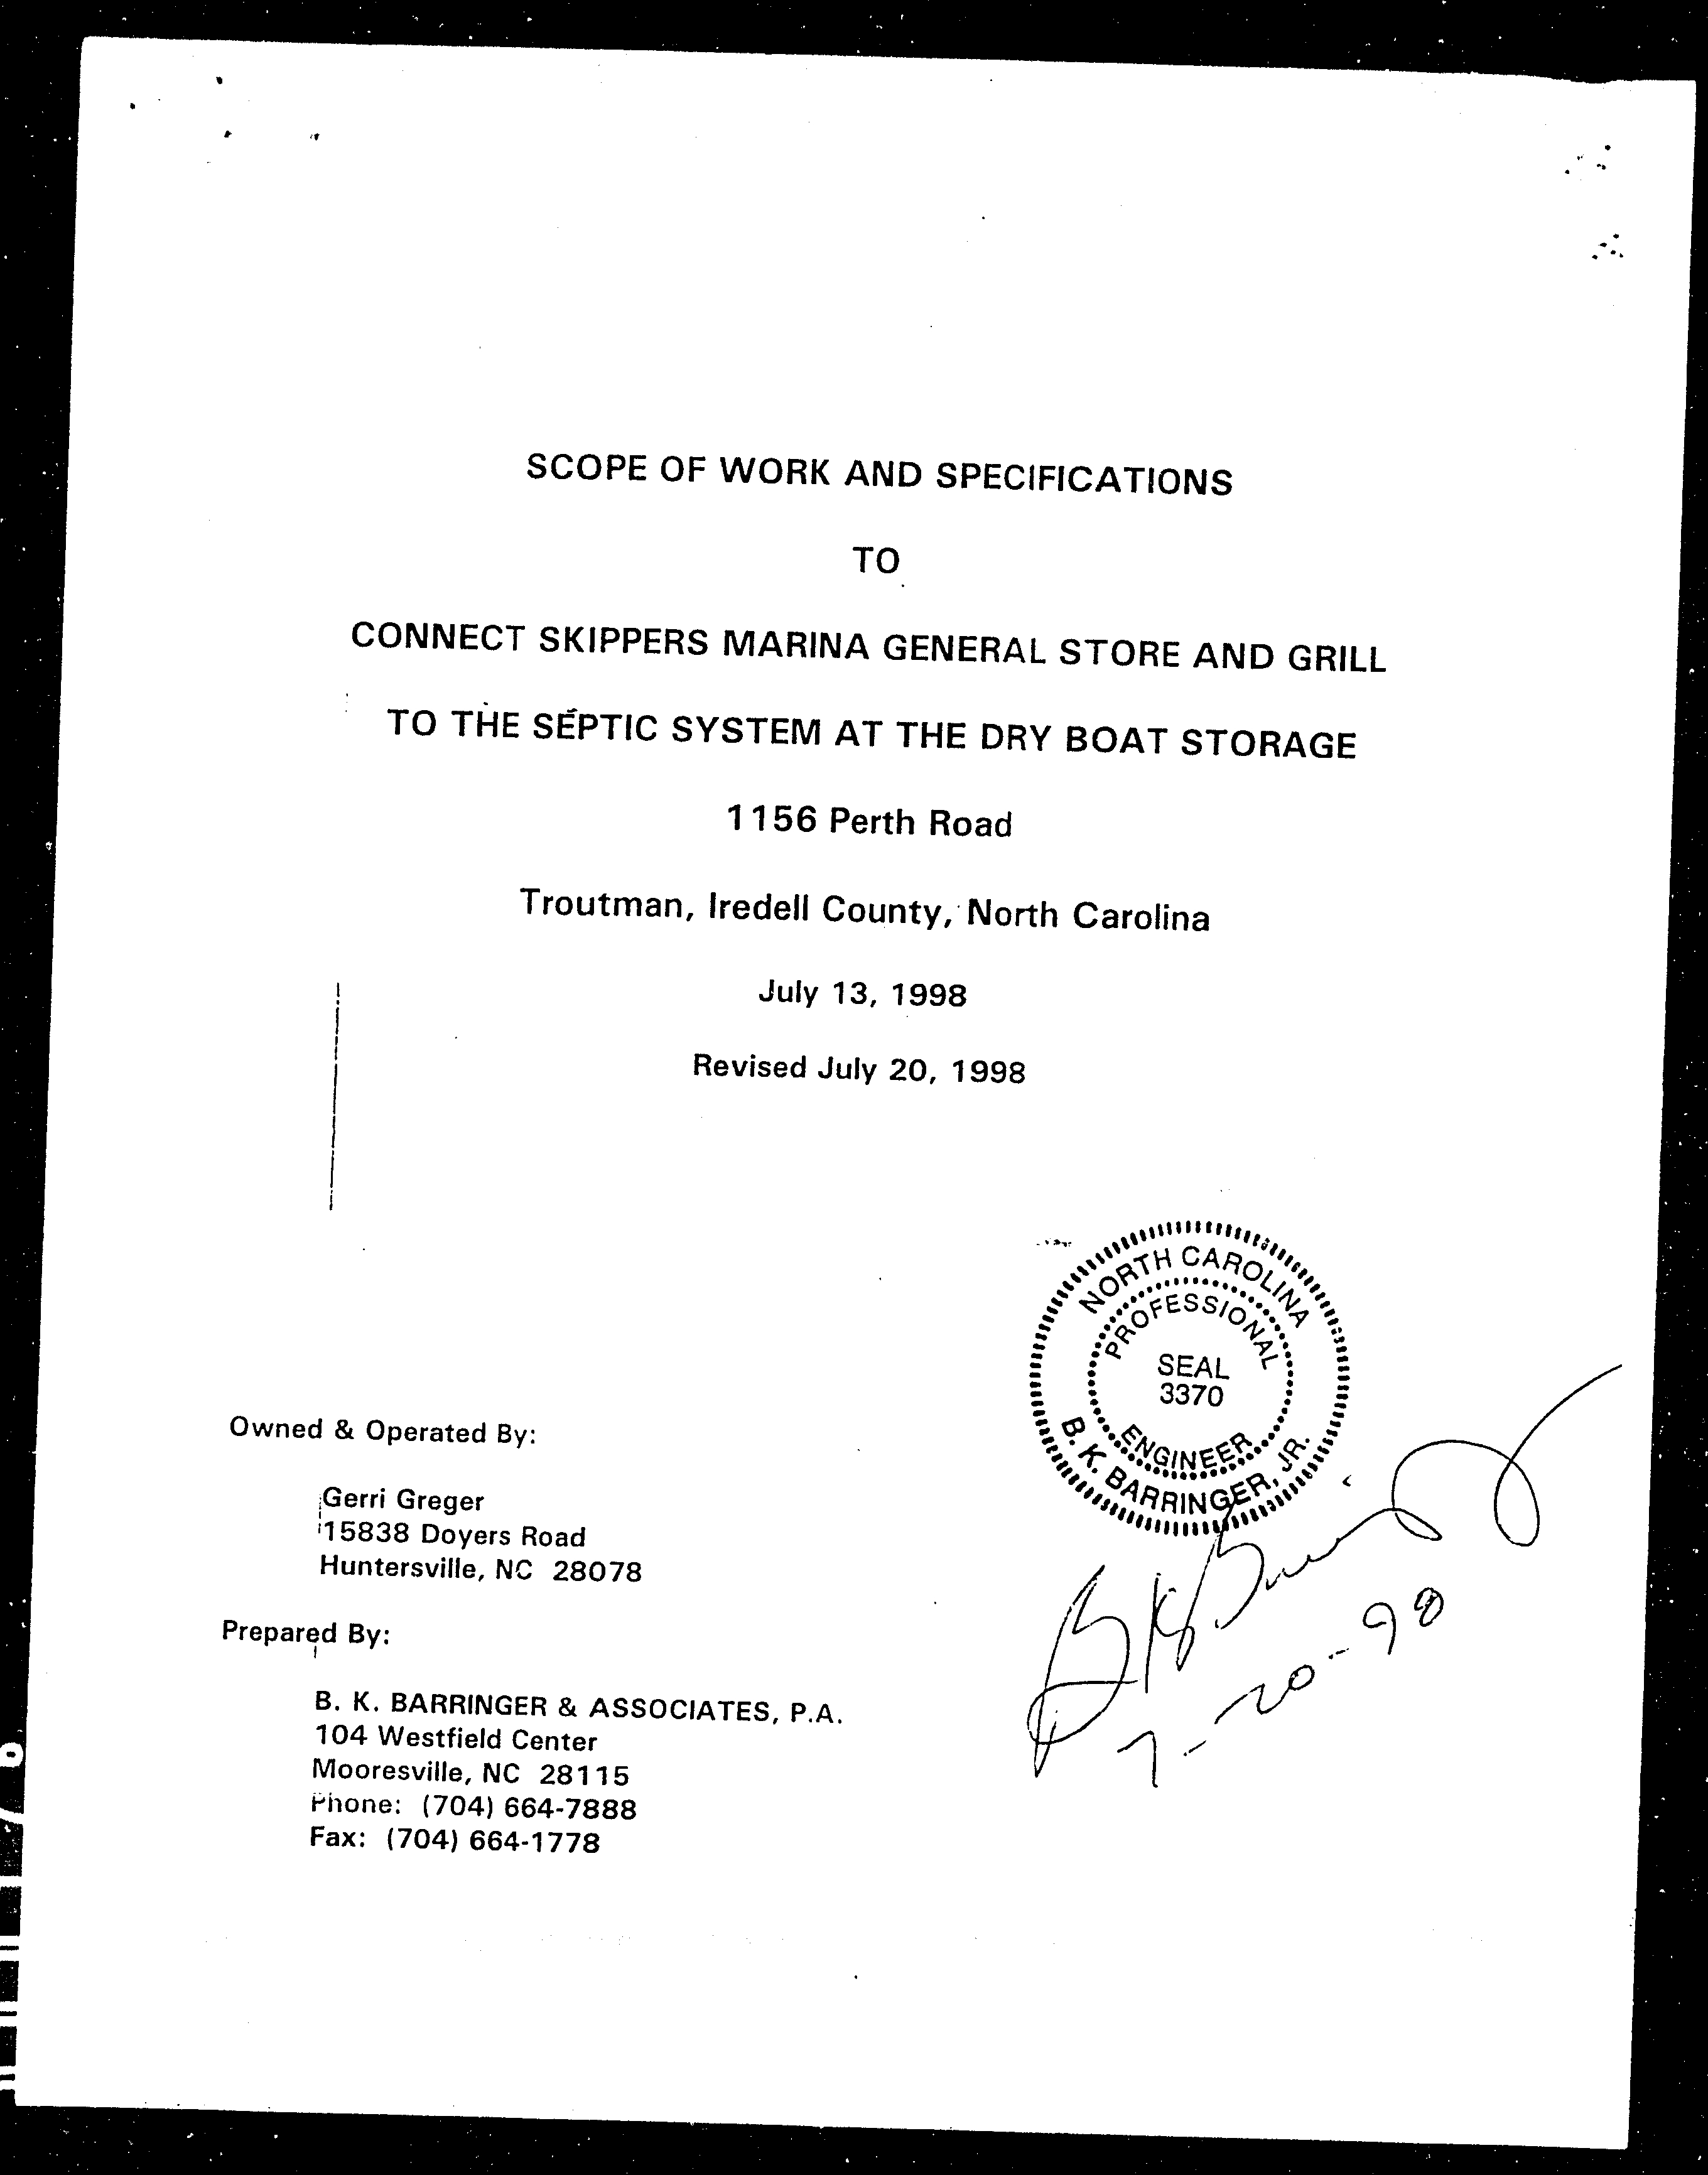 SCOPE OF WORK AND SPECIFICATIONS
TO
CONNECT SKIPPERS MARINA GENERAL STORE AND GRILL
TO THE SEPTIC SYSTEM AT THE DRY BOAT STORAGE
1156 Perth Road
Troutman, Iredell County, North Carolina
July 13, 1998
Revised July 20, 1998
NORTH CAROLINA
PROFESSIONAL
SEAL
3370
ENGINEER
B. K. BARRINGER, JR.
Owned & Operated By:
Gerri Greger
15838 Doyers Road
Huntersville, NC 28078
Prepared By:
B. K. BARRINGER & ASSOCIATES, P.A.
104 Westfield Center
Mooresville, NC 28115
Phone: (704) 664-7888
Fax: (704) 664-1778
7-20-98